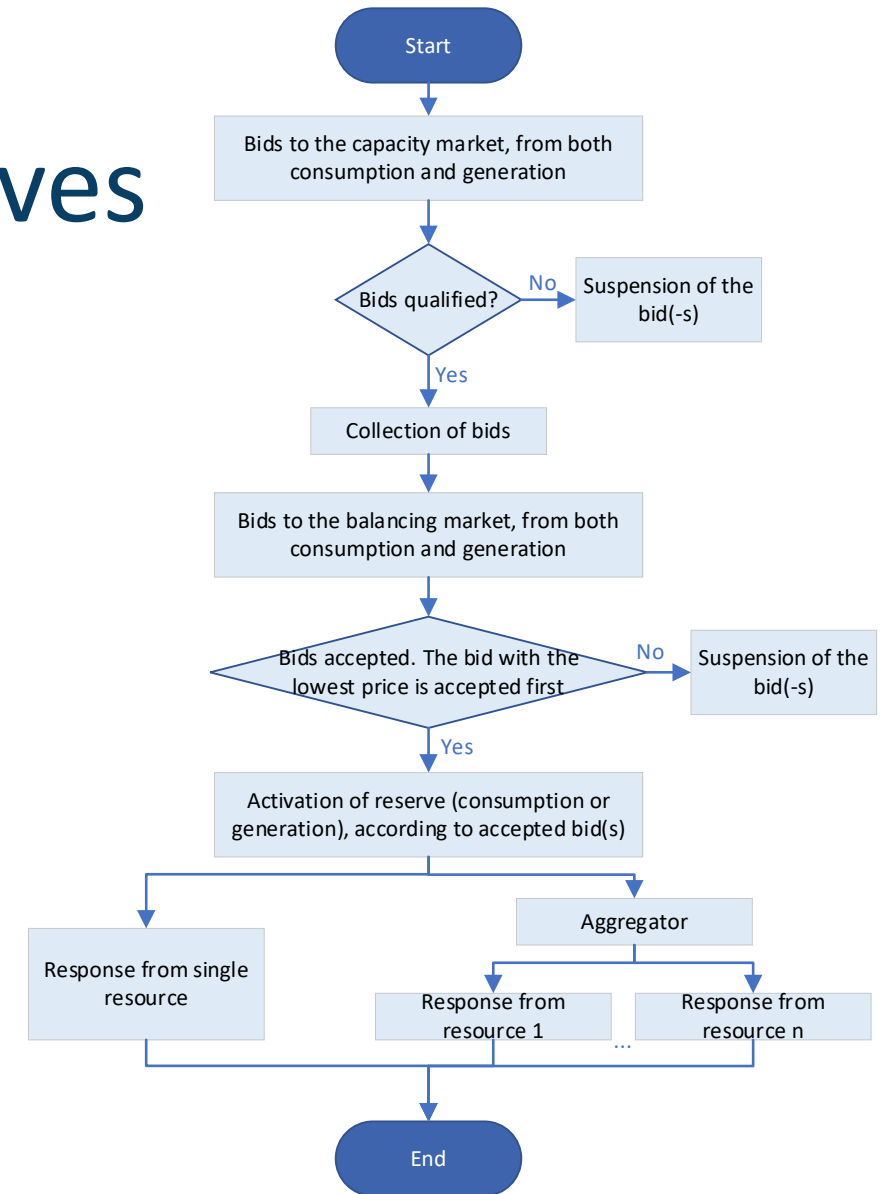 Start
ves
Bids to the capacity market, from both
consumption and generation
Bids qualified?
No
Suspension of the
bid(-s)
Yes
Collection of bids
Bids to the balancing market, from both
consumption and generation
Bids accepted. The bid with the
lowest price is accepted first
No
Suspension of the
bid(-s)
Yes
Activation of reserve (consumption or
generation), according to accepted bid(s)
Aggregator
Response from single
resource
Response from
resource 1
...
Response from
resource n
End